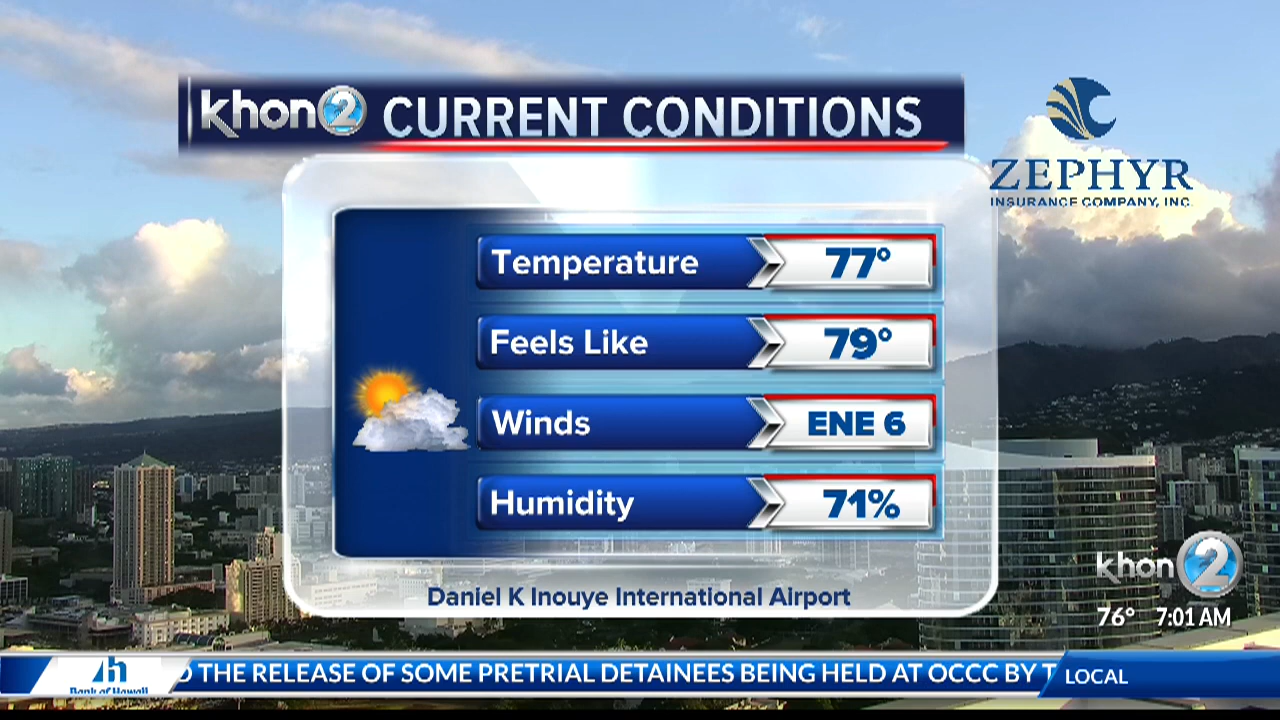 khon2 CURRENT CONDITIONS
ZEPHYR
INSURANCE COMPANY, INC.
Temperature 77°
Feels Like 79°
Winds ENE 6
Humidity 71%
Daniel K Inouye International Airport
khon2
76° 7:01 AM
Bank of Hawaii
THE RELEASE OF SOME PRETRIAL DETAINEES BEING HELD AT OCCC BY
LOCAL